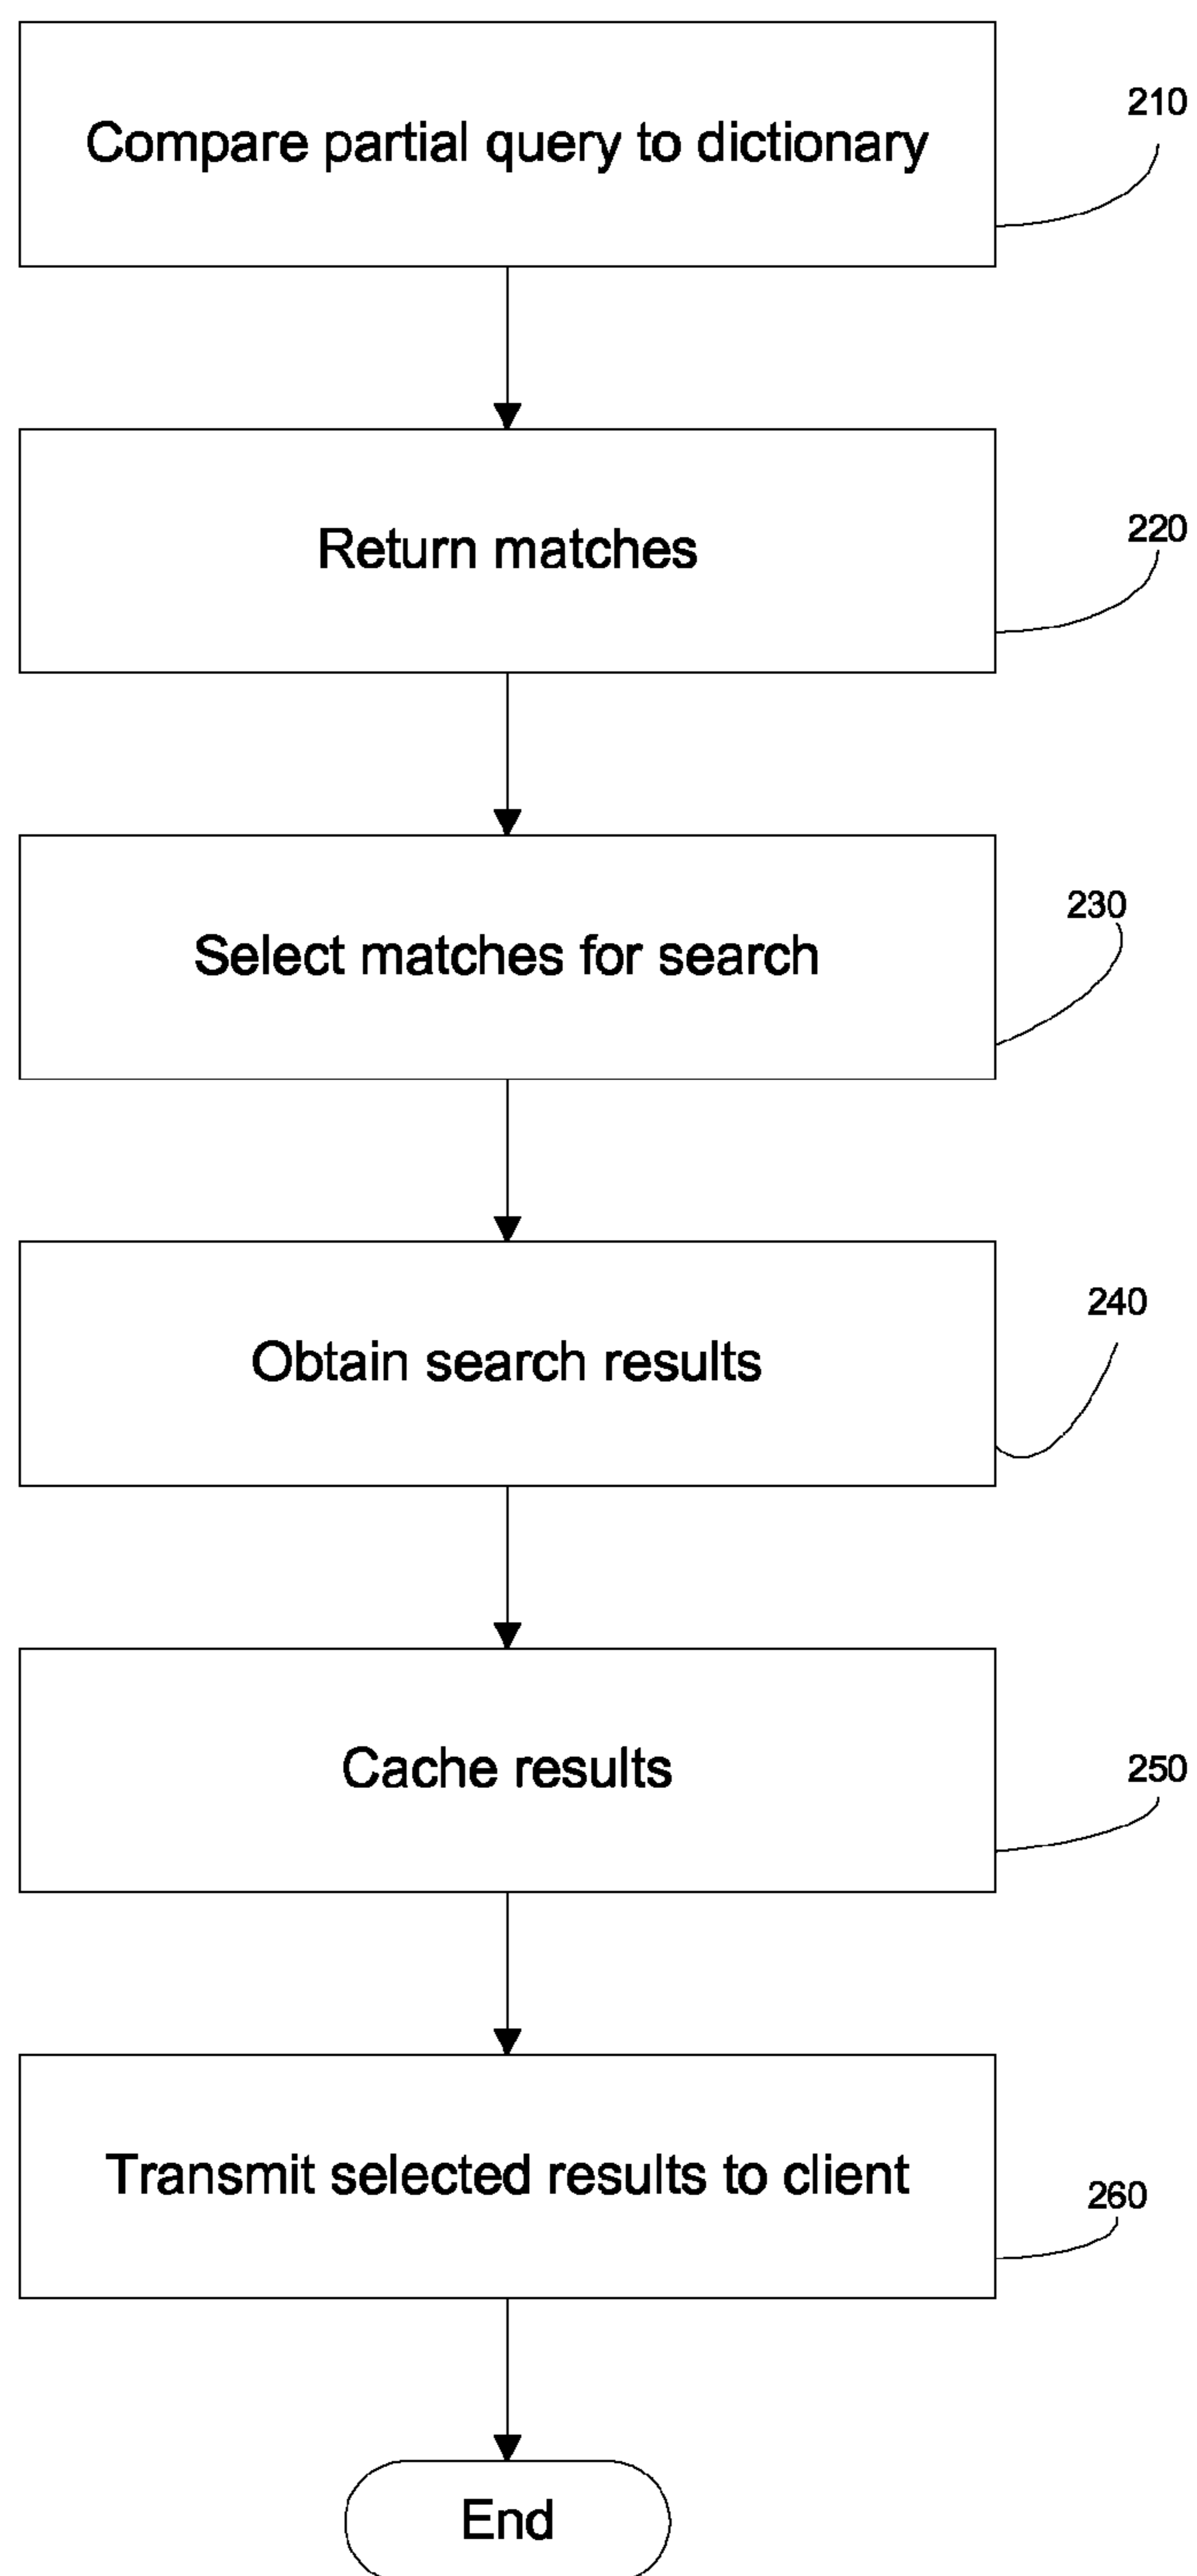 Compare partial query to dictionary
210
Return matches
220
Select matches for search
230
Obtain search results
240
Cache results
250
Transmit selected results to client
260
End